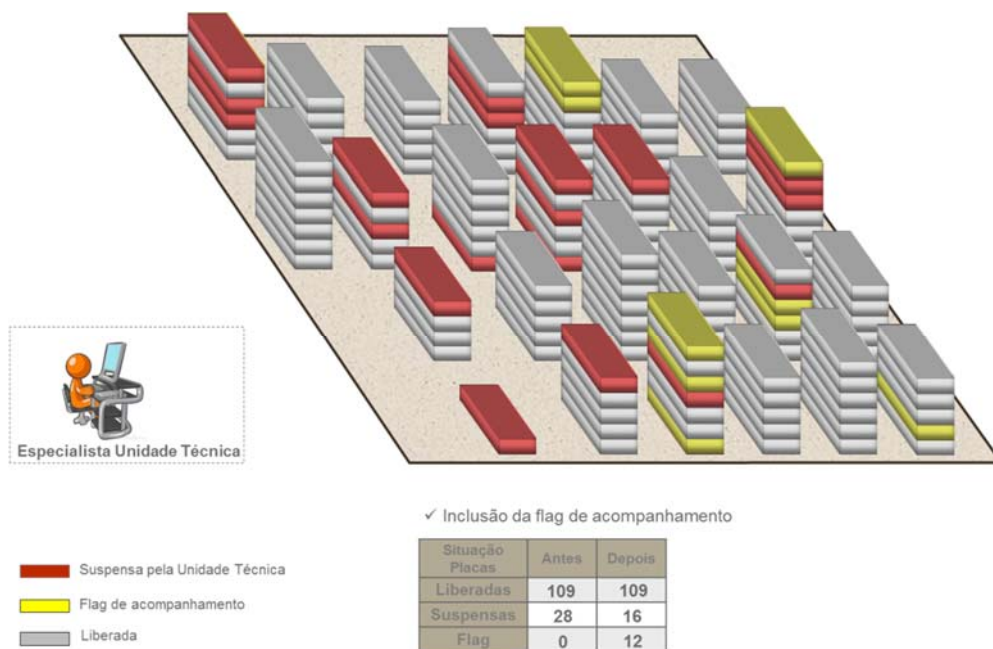 Especialista Unidade Técnica
✓ Inclusão da flag de acompanhamento
Situação Placas Antes Depois
Liberadas 109 109
Suspensas 28 16
Flag 0 12
Suspensa pela Unidade Técnica
Flag de acompanhamento
Liberada